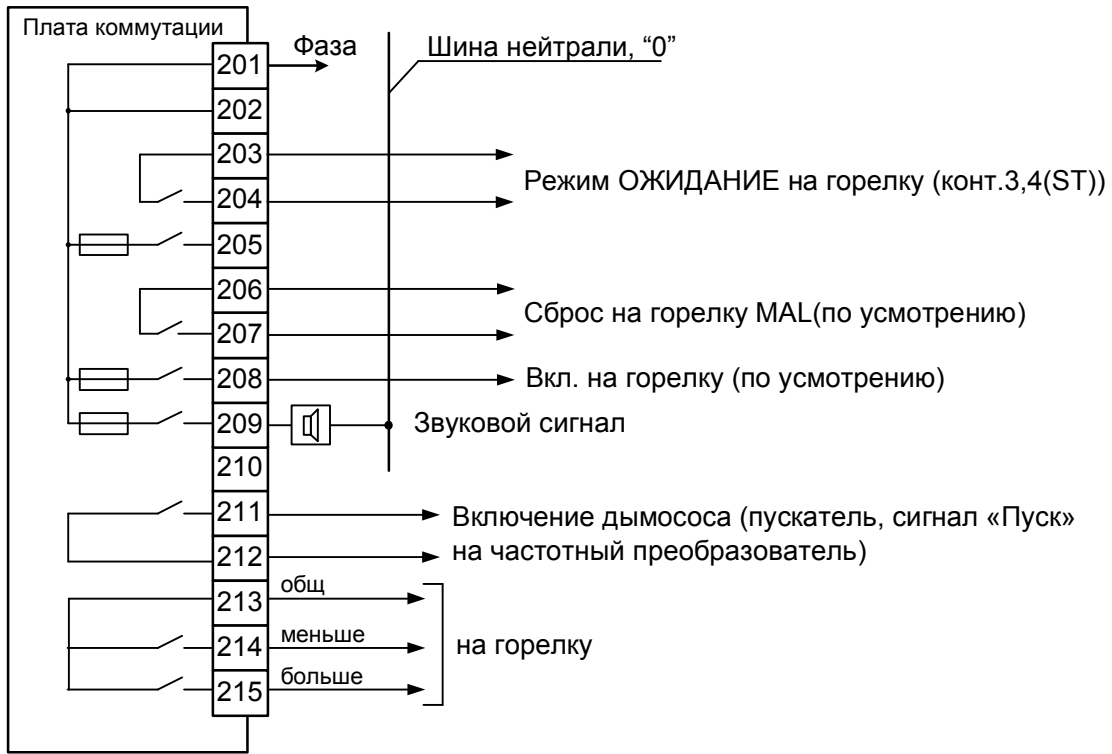 Плата коммутации
Фаза
Шина нейтрали, “0”
201
202
203
204
Режим ОЖИДАНИЕ на горелку (конт.3,4(ST))
205
206
207
Сброс на горелку MAL(по усмотрению)
208
Вкл. на горелку (по усмотрению)
209
Звуковой сигнал
210
211
212
Включение дымососа (пускатель, сигнал «Пуск»
на частотный преобразователь)
213
общ
214
меньше
на горелку
215
больше